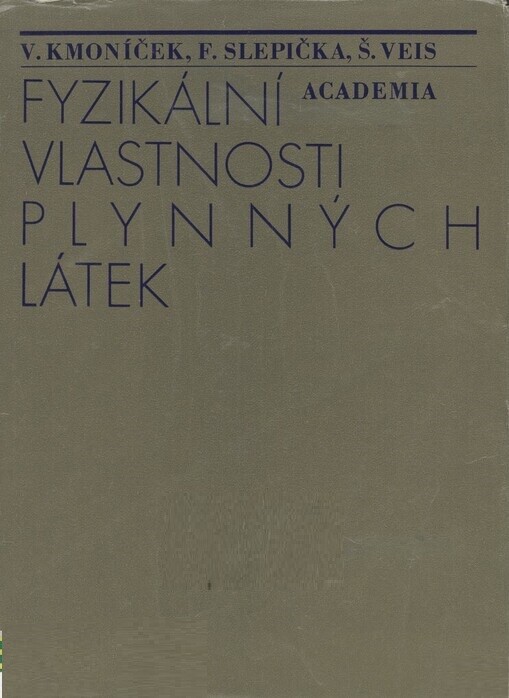 V. KMONÍČEK, F. SLEPIČKA, Š. VEIS
FYZIKÁLNÍ ACADEMIA
VLASTNOSTI
PLYNNÝCH
LÁTEK